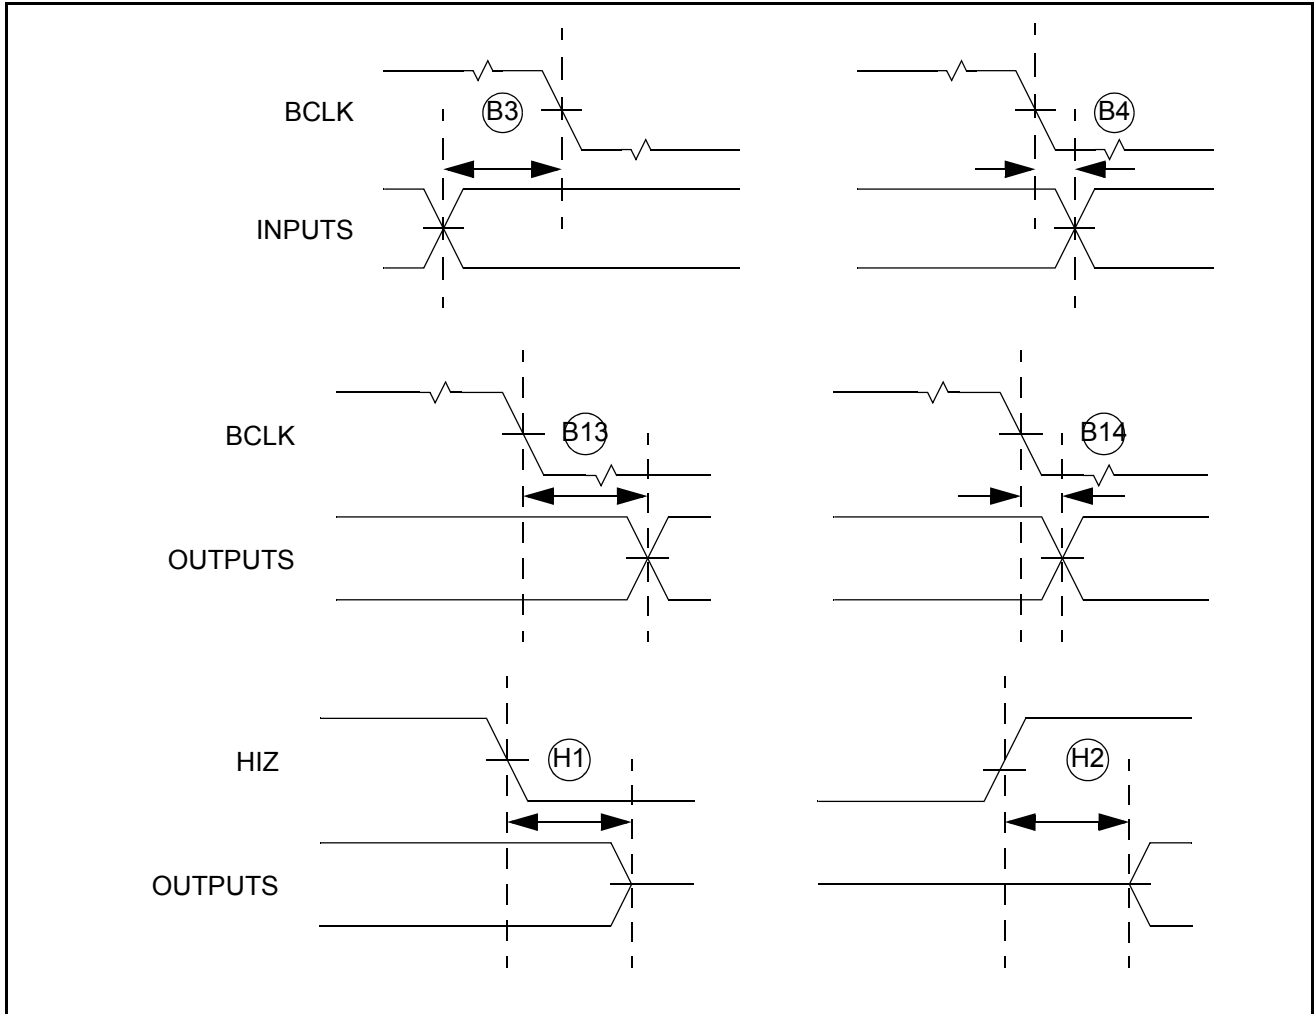 BCLK
B3
B4
INPUTS
BCLK
B13
B14
OUTPUTS
HIZ
H1
H2
OUTPUTS